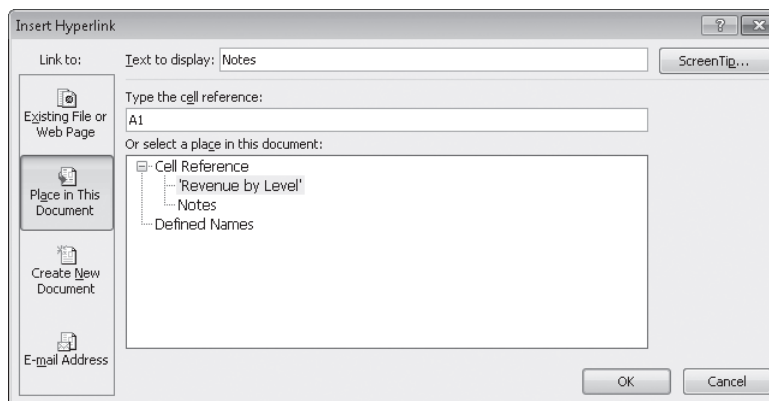 Insert Hyperlink
Link to:
Text to display: Notes
ScreenTip...
Existing File or
Web Page
Place in This
Document
Create New
Document
E-mail Address
Type the cell reference:
A1
Or select a place in this document:
Cell Reference
'Revenue by Level'
Notes
Defined Names
OK
Cancel